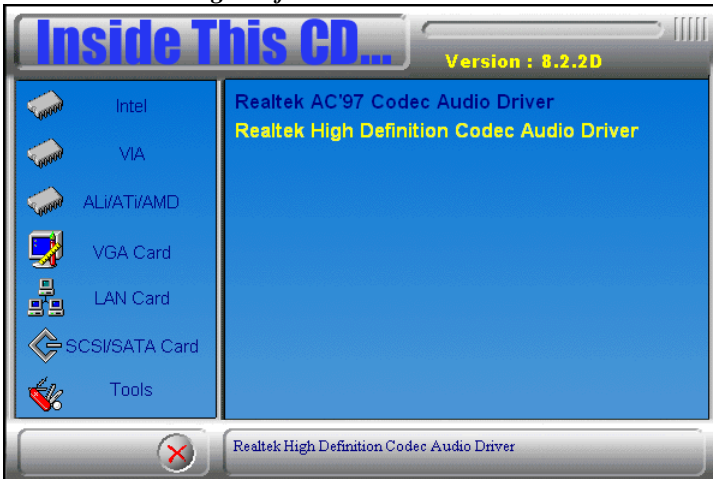 Inside This CD...
Version : 8.2.2D
Intel
VIA
ALi/ATi/AMD
VGA Card
LAN Card
SCSI/SATA Card
Tools
Realtek AC'97 Codec Audio Driver
Realtek High Definition Codec Audio Driver
Realtek High Definition Codec Audio Driver